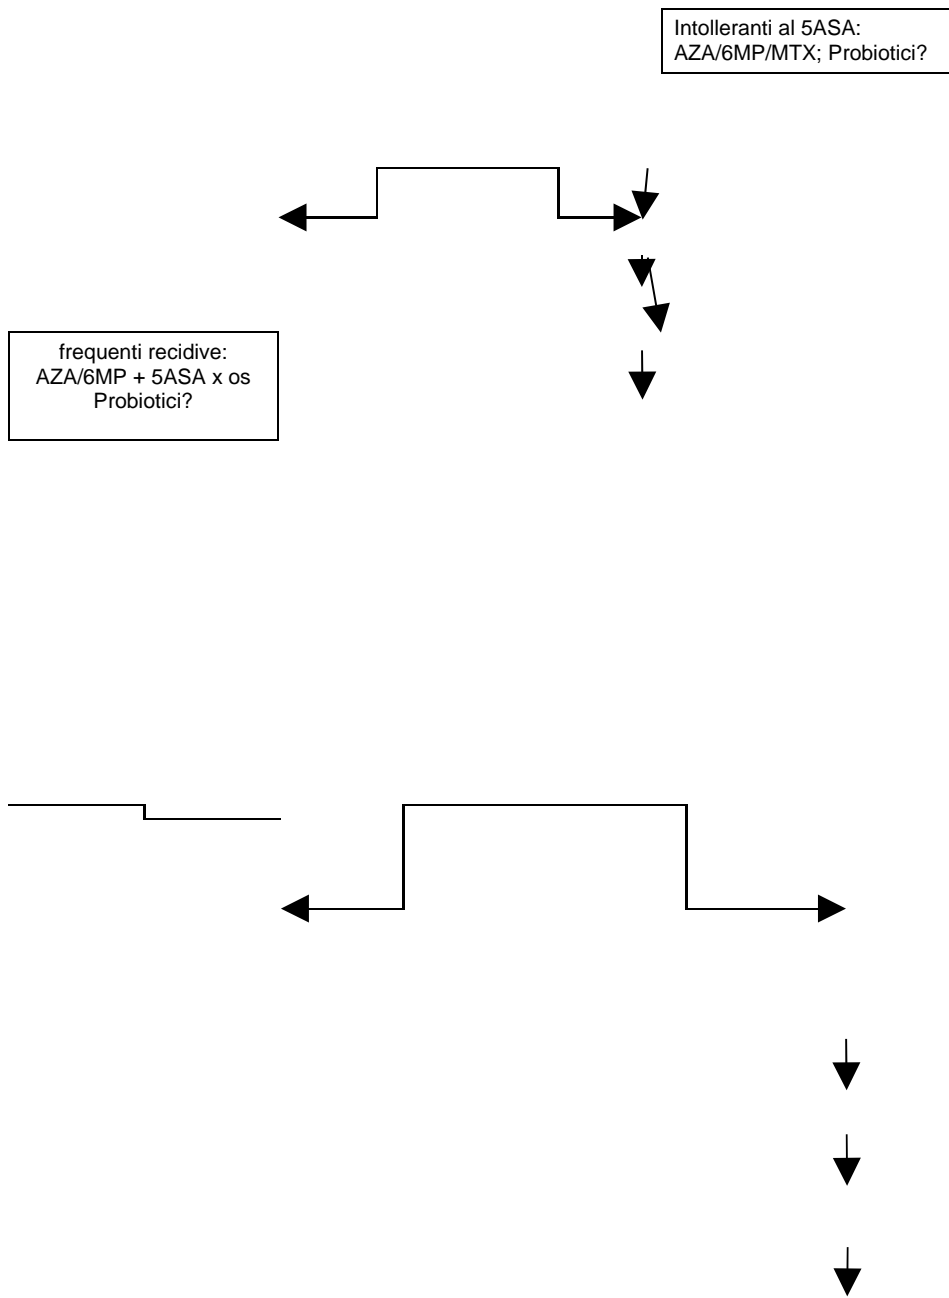 Intolleranti al 5ASA:
AZA/6MP/MTX; Probiotici?
frequenti recidive:
AZA/6MP + 5ASA x os
Probiotici?